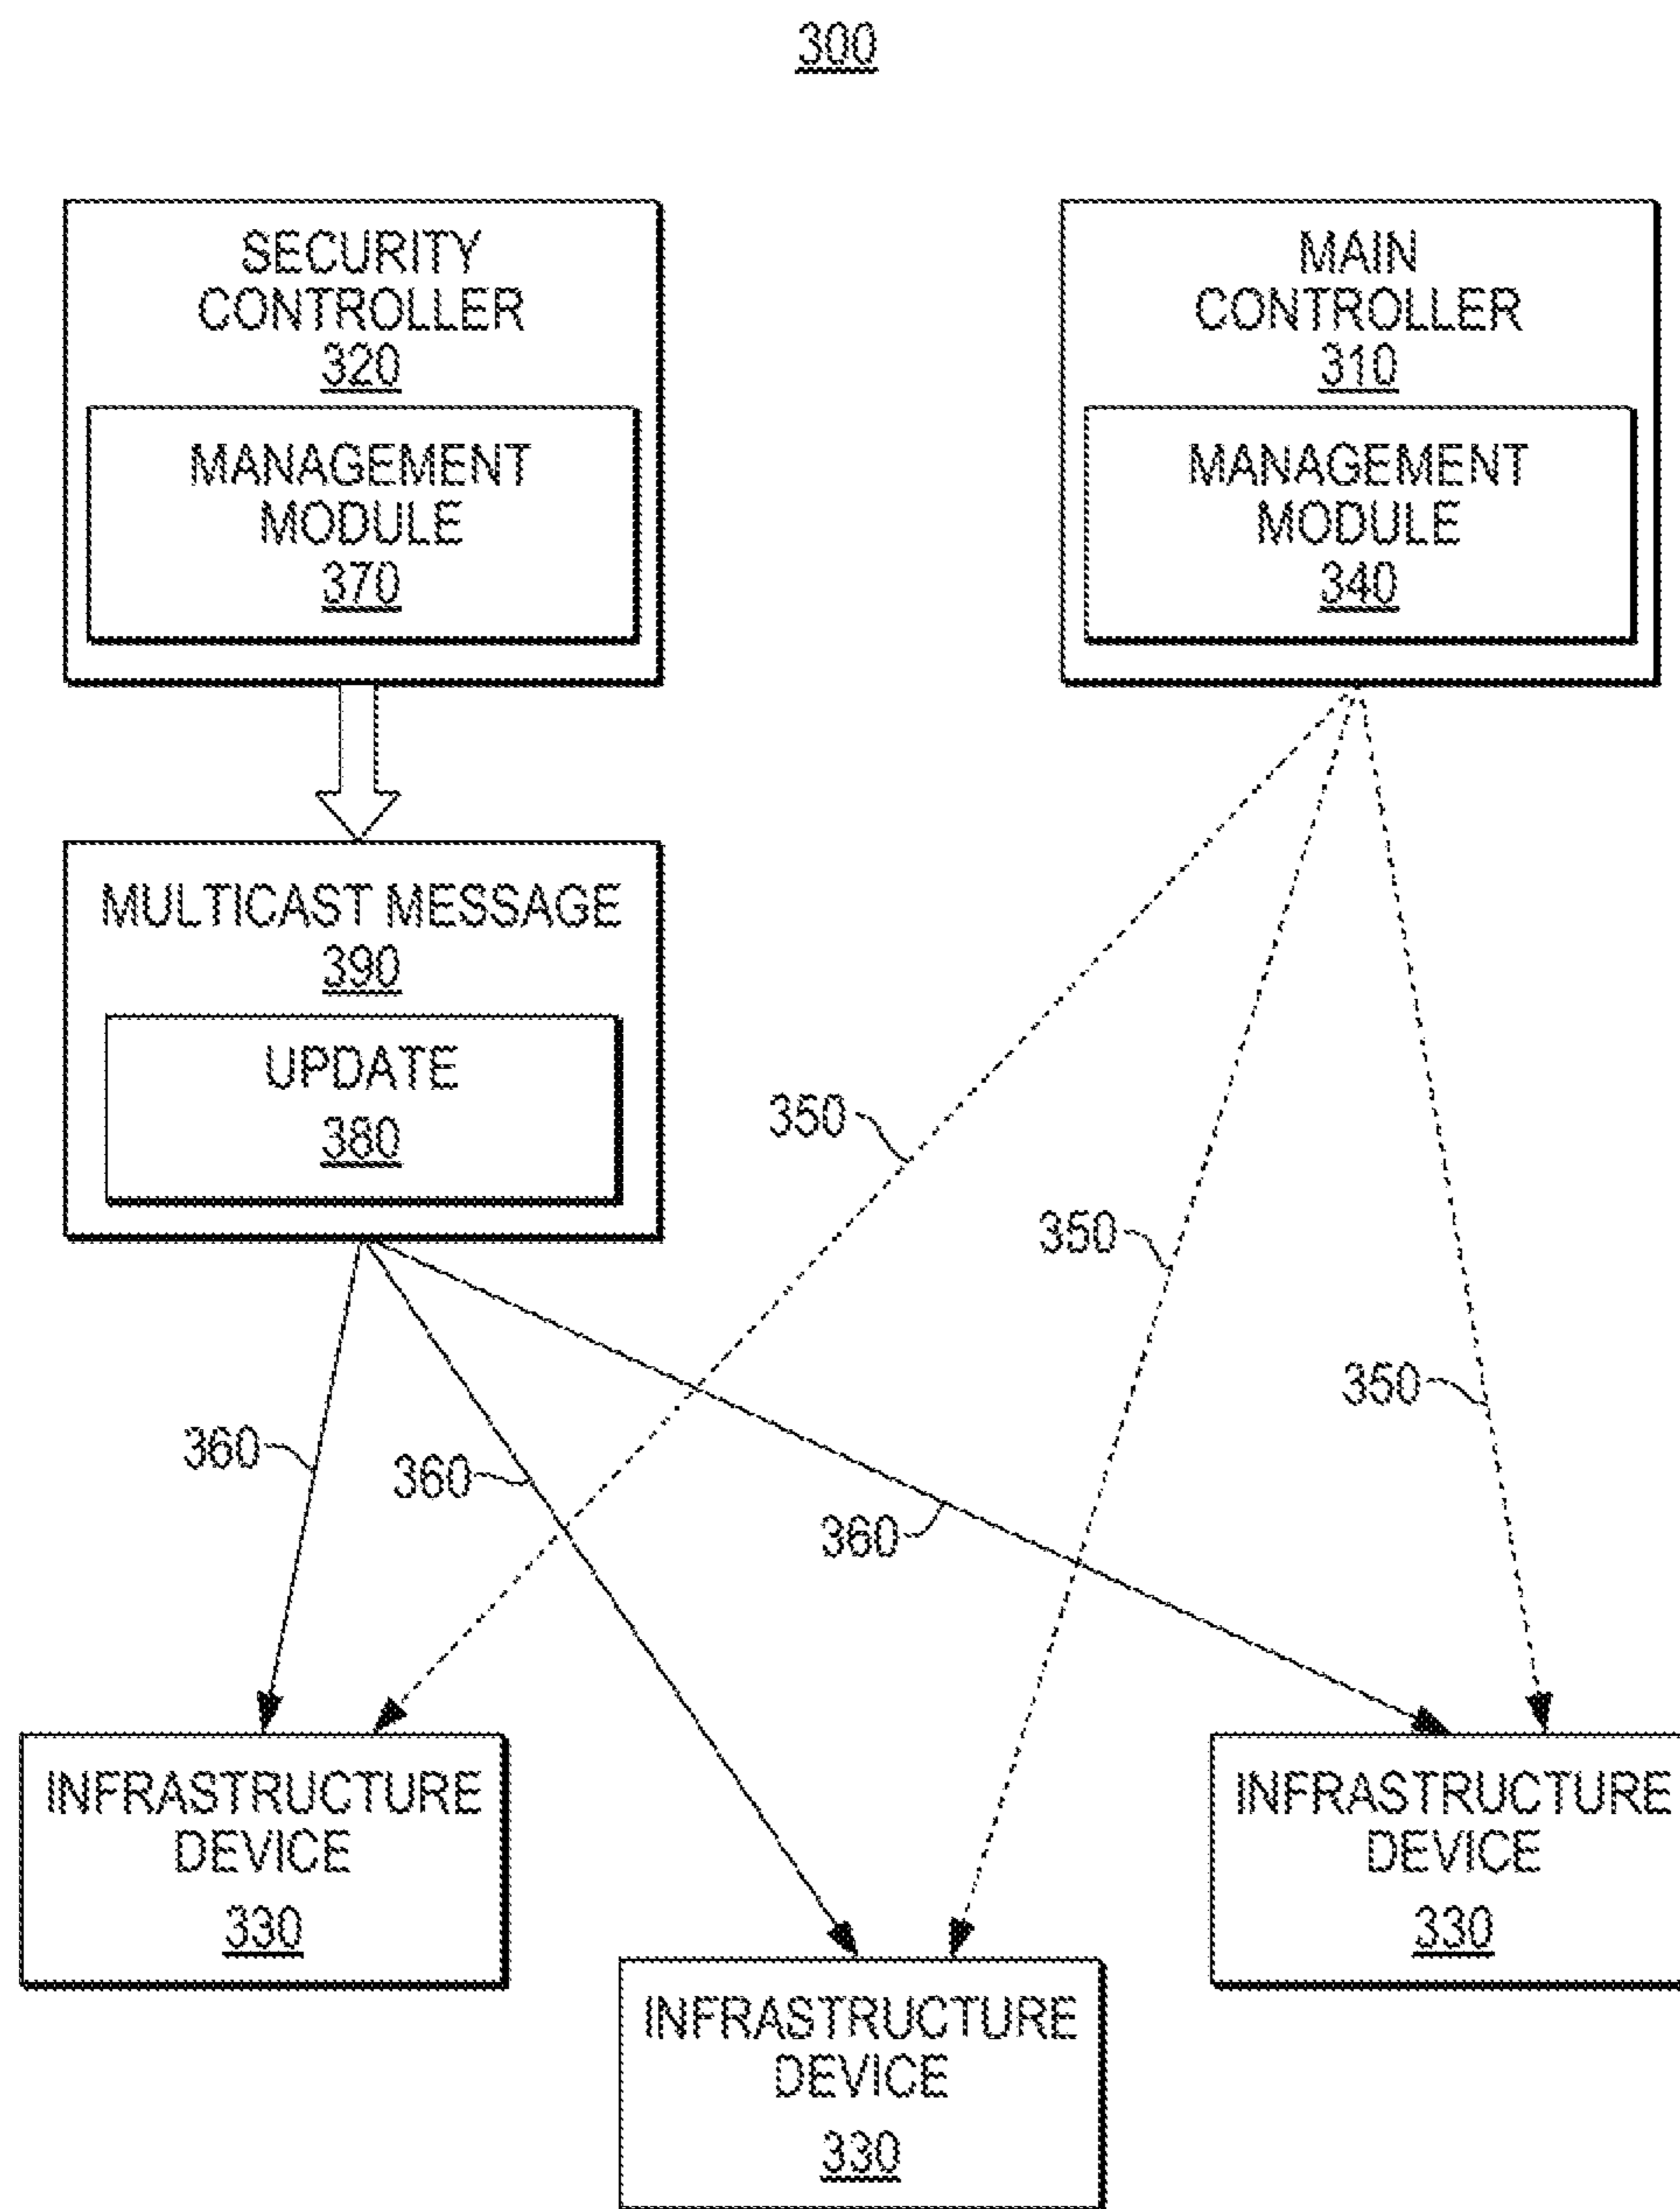 300
SECURITY
CONTROLLER
320
MANAGEMENT
MODULE
370
MAIN
CONTROLLER
310
MANAGEMENT
MODULE
340
MULTICAST MESSAGE
390
UPDATE
380
350
350
350
360
360
360
INFRASTRUCTURE
DEVICE
330
INFRASTRUCTURE
DEVICE
330
INFRASTRUCTURE
DEVICE
330